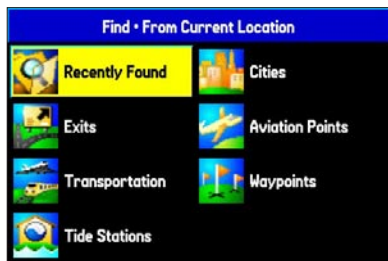 Find • From Current Location
Recently Found
Cities
Exits
Aviation Points
Transportation
Waypoints
Tide Stations